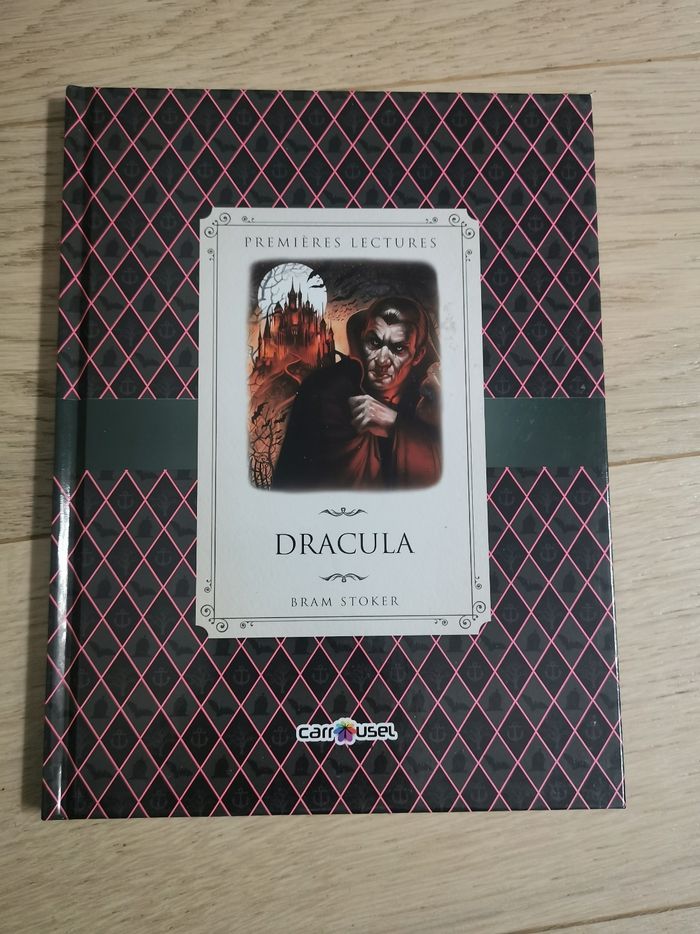 PREMIÈRES LECTURES
DRACULA
BRAM STOKER
carrousel